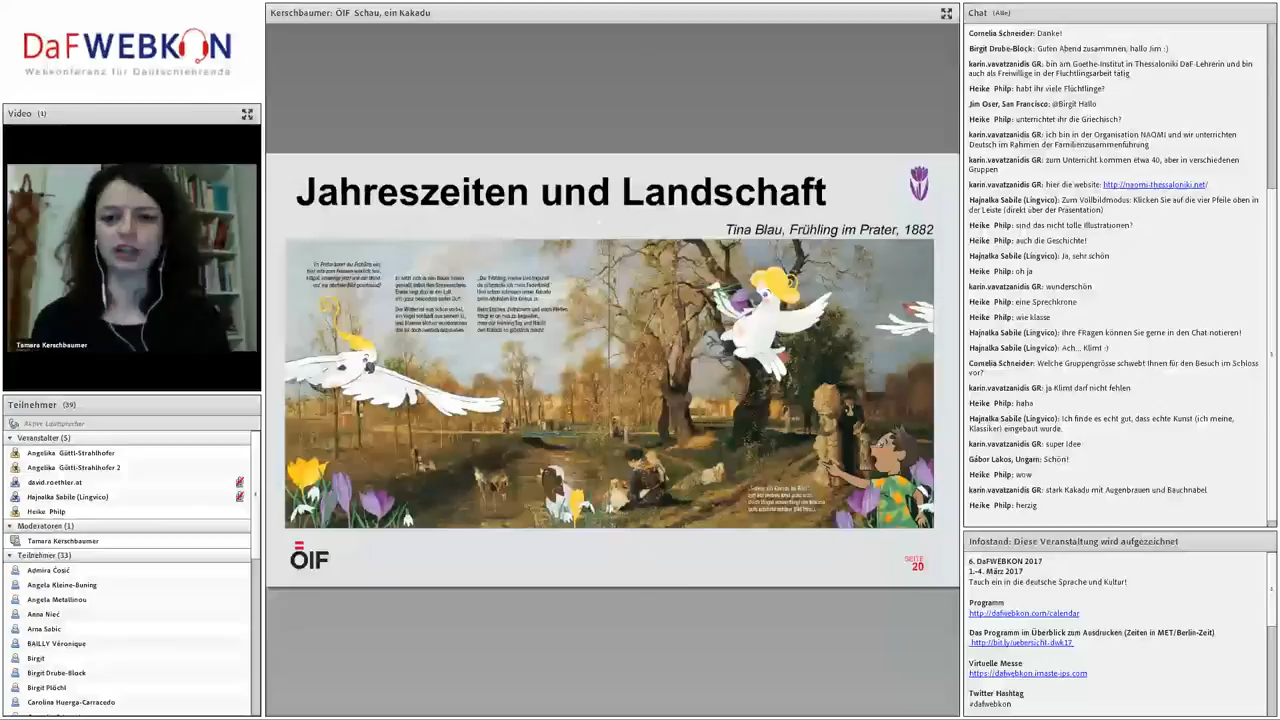 DaFWEBKON
Webkonferenz für Deutschlehrende
Video (1)
Tamara Kerschbaumer
Teilnehmer (39)
Aktive Lautsprecher
Veranstalter (5)
Angelika Güttl-Strahlhofer
Angelika Güttl-Strahlhofer 2
david.roethler.at
Hajnalka Sabile (Lingvico)
Heike Philp
Moderatoren (1)
Tamara Kerschbaumer
Teilnehmer (33)
Admira Ćosić
Angela Kleine-Büning
Angela Metallinou
Anna Nieć
Arna Sabic
BAILLY Véronique
Birgit
Birgit Drube-Block
Birgit Plöchl
Carolina Huerga-Carracedo
Kerschbaumer: ÖIF Schau, ein Kakadu
Jahreszeiten und Landschaft
Tina Blau, Frühling im Prater, 1882
ÖIF
SEITE
20
Chat (Alle)
Cornelia Schneider: Danke!
Birgit Drube-Block: Guten Abend zusammnen, hallo Jim :)
karin.vavatzanidis GR: bin am Goethe-Institut in Thessaloniki DaF-Lehrerin und bin
auch als Freiwillige in der Fluchtlingsarbeit tätig
Heike Philp: habt ihr viele Flüchtlinge?
Jim Oser, San Francisco: @Birgit Hallo
Heike Philp: unterrichtet ihr die Griechisch?
karin.vavatzanidis GR: ich bin in der Organisation NAOMI und wir unterrichten
Deutsch im Rahmen der Familienzusammenführung
karin.vavatzanidis GR: zum Unterricht kommen etwa 40, aber in verschiedenen
Gruppen
karin.vavatzanidis GR: hier die website: http://naomi-thessaloniki.net/
Hajnalka Sabile (Lingvico): Zum Vollbildmodus: Klicken Sie auf die vier Pfeile oben in
der Leiste (direkt über der Präsentation)
Heike Philp: sind das nicht tolle Illustrationen?
Heike Philp: auch die Geschichte!
Hajnalka Sabile (Lingvico): Ja, sehr schön
Heike Philp: oh ja
karin.vavatzanidis GR: wunderschön
Heike Philp: eine Sprechkrone
Heike Philp: wie klasse
Hajnalka Sabile (Lingvico): Ihre FRagen können Sie gerne in den Chat notieren!
Hajnalka Sabile (Lingvico): Ach... Klimt :)
Cornelia Schneider: Welche Gruppengrösse schwebt Ihnen für den Besuch im Schloss
vor?
karin.vavatzanidis GR: ja Klimt darf nicht fehlen
Heike Philp: haha
Hajnalka Sabile (Lingvico): Ich finde es echt gut, dass echte Kunst (ich meine,
Klassiker) eingebaut wurde.
karin.vavatzanidis GR: super Idee
Gábor Lakos, Ungarn: Schön!
Heike Philp: wow
karin.vavatzanidis GR: stark Kakadu mit Augenbrauen und Bauchnabel
Heike Philp: herzig
Infostand: Diese Veranstaltung wird aufgezeichnet
6. DaFWEBKON 2017
1.-4. März 2017
Tauch ein in die deutsche Sprache und Kultur!
Programm
http://dafwebkon.com/calendar
Das Programm im Überblick zum Ausdrucken (Zeiten in MET/Berlin-Zeit)
http://bit.ly/uebersicht-dwk17
Virtuelle Messe
https://dafwebkon.imaste-ips.com
Twitter Hashtag
#dafwebkon